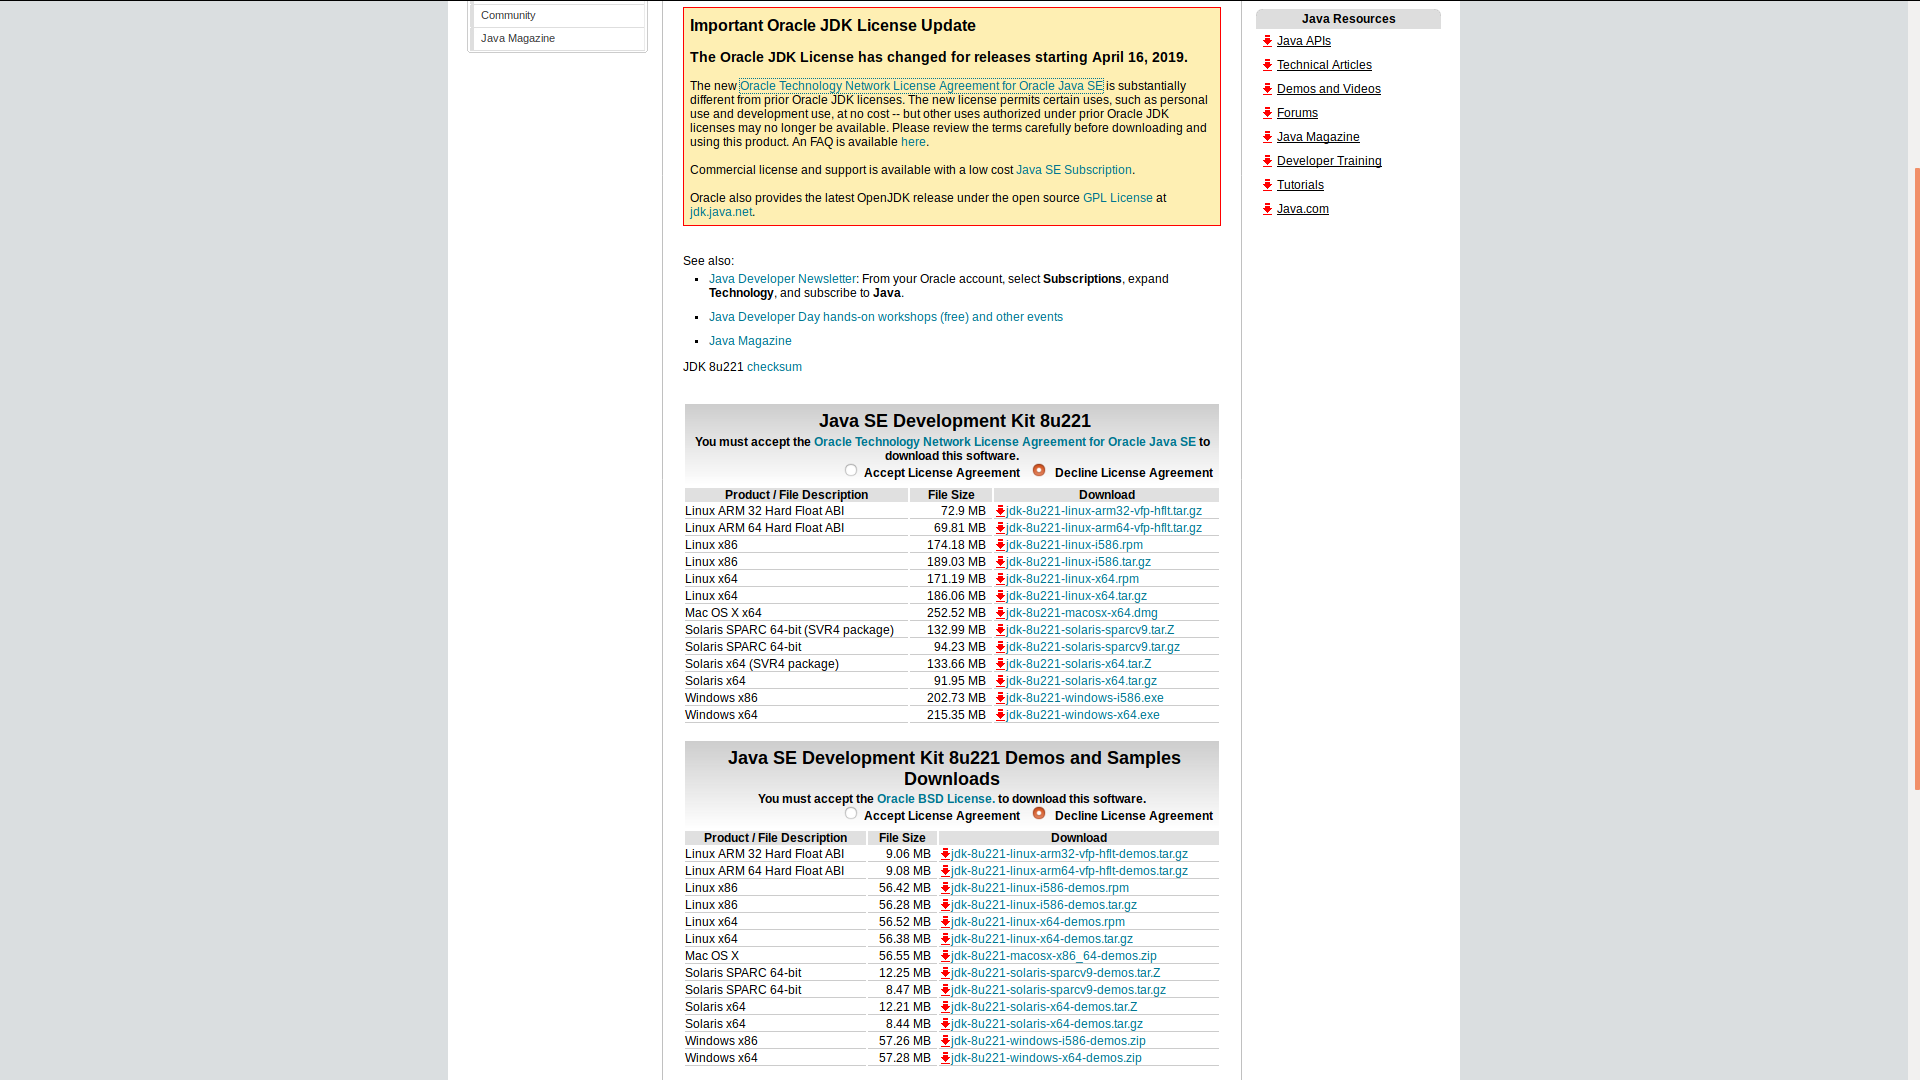 Community
Java Magazine
Important Oracle JDK License Update
The Oracle JDK License has changed for releases starting April 16, 2019.
The new Oracle Technology Network License Agreement for Oracle Java SE is substantially
different from prior Oracle JDK licenses. The new license permits certain uses, such as personal
use and development use, at no cost -- but other uses authorized under prior Oracle JDK
licenses may no longer be available. Please review the terms carefully before downloading and
using this product. An FAQ is available here.
Commercial license and support is available with a low cost Java SE Subscription.
Oracle also provides the latest OpenJDK release under the open source GPL License at
jdk.java.net.
See also:
Java Developer Newsletter: From your Oracle account, select Subscriptions, expand
Technology, and subscribe to Java.
Java Developer Day hands-on workshops (free) and other events
Java Magazine
JDK 8u221 checksum
Java SE Development Kit 8u221
You must accept the Oracle Technology Network License Agreement for Oracle Java SE to
download this software.
Accept License Agreement Decline License Agreement
Product / File Description File Size Download
Linux ARM 32 Hard Float ABI 72.9 MB jdk-8u221-linux-arm32-vfp-hflt.tar.gz
Linux ARM 64 Hard Float ABI 69.81 MB jdk-8u221-linux-arm64-vfp-hflt.tar.gz
Linux x86 174.18 MB jdk-8u221-linux-i586.rpm
Linux x86 189.03 MB jdk-8u221-linux-i586.tar.gz
Linux x64 171.19 MB jdk-8u221-linux-x64.rpm
Linux x64 186.06 MB jdk-8u221-linux-x64.tar.gz
Mac OS X x64 252.52 MB jdk-8u221-macosx-x64.dmg
Solaris SPARC 64-bit (SVR4 package) 132.99 MB jdk-8u221-solaris-sparcv9.tar.Z
Solaris SPARC 64-bit 94.23 MB jdk-8u221-solaris-sparcv9.tar.gz
Solaris x64 (SVR4 package) 133.66 MB jdk-8u221-solaris-x64.tar.Z
Solaris x64 91.95 MB jdk-8u221-solaris-x64.tar.gz
Windows x86 202.73 MB jdk-8u221-windows-i586.exe
Windows x64 215.35 MB jdk-8u221-windows-x64.exe
Java SE Development Kit 8u221 Demos and Samples
Downloads
You must accept the Oracle BSD License. to download this software.
Accept License Agreement Decline License Agreement
Product / File Description File Size Download
Linux ARM 32 Hard Float ABI 9.06 MB jdk-8u221-linux-arm32-vfp-hflt-demos.tar.gz
Linux ARM 64 Hard Float ABI 9.08 MB jdk-8u221-linux-arm64-vfp-hflt-demos.tar.gz
Linux x86 56.42 MB jdk-8u221-linux-i586-demos.rpm
Linux x86 56.28 MB jdk-8u221-linux-i586-demos.tar.gz
Linux x64 56.52 MB jdk-8u221-linux-x64-demos.rpm
Linux x64 56.38 MB jdk-8u221-linux-x64-demos.tar.gz
Mac OS X 56.55 MB jdk-8u221-macosx-x86_64-demos.zip
Solaris SPARC 64-bit 12.25 MB jdk-8u221-solaris-sparcv9-demos.tar.Z
Solaris SPARC 64-bit 8.47 MB jdk-8u221-solaris-sparcv9-demos.tar.gz
Solaris x64 12.21 MB jdk-8u221-solaris-x64-demos.tar.Z
Solaris x64 8.44 MB jdk-8u221-solaris-x64-demos.tar.gz
Windows x86 57.26 MB jdk-8u221-windows-i586-demos.zip
Windows x64 57.28 MB jdk-8u221-windows-x64-demos.zip
Java Resources
Java APIs
Technical Articles
Demos and Videos
Forums
Java Magazine
Developer Training
Tutorials
Java.com